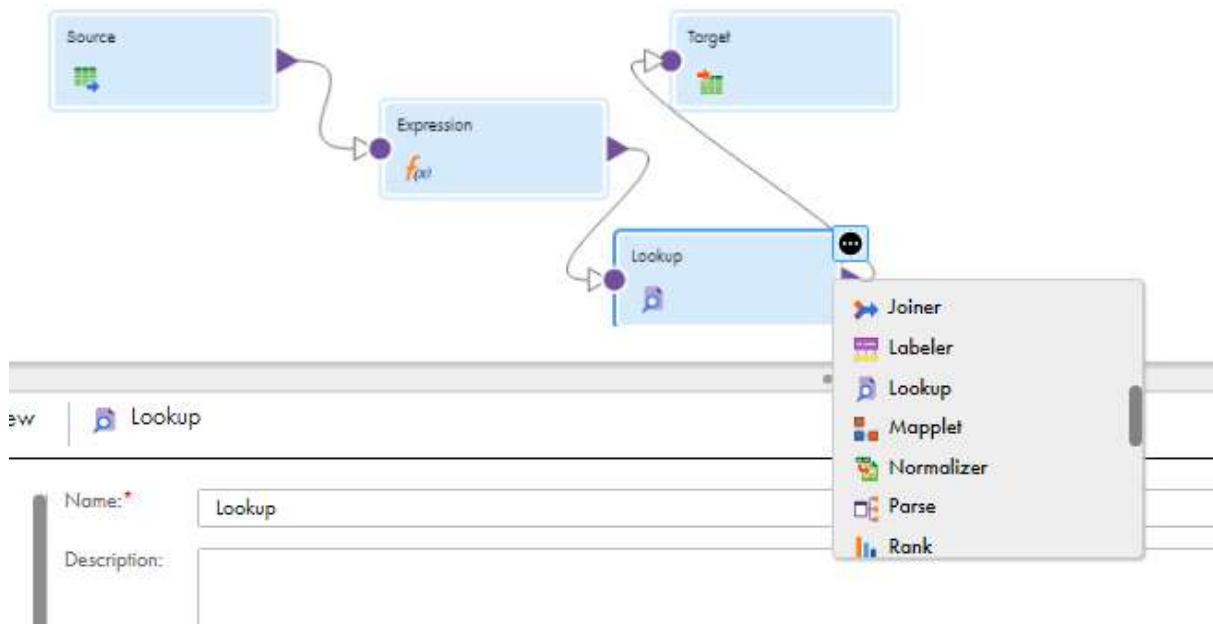 Source
Target
Expression
f(x)
Lookup
Joiner
Labeler
Lookup
Mapplet
Normalizer
Parse
Rank
ew
Lookup
Name:*
Lookup
Description: